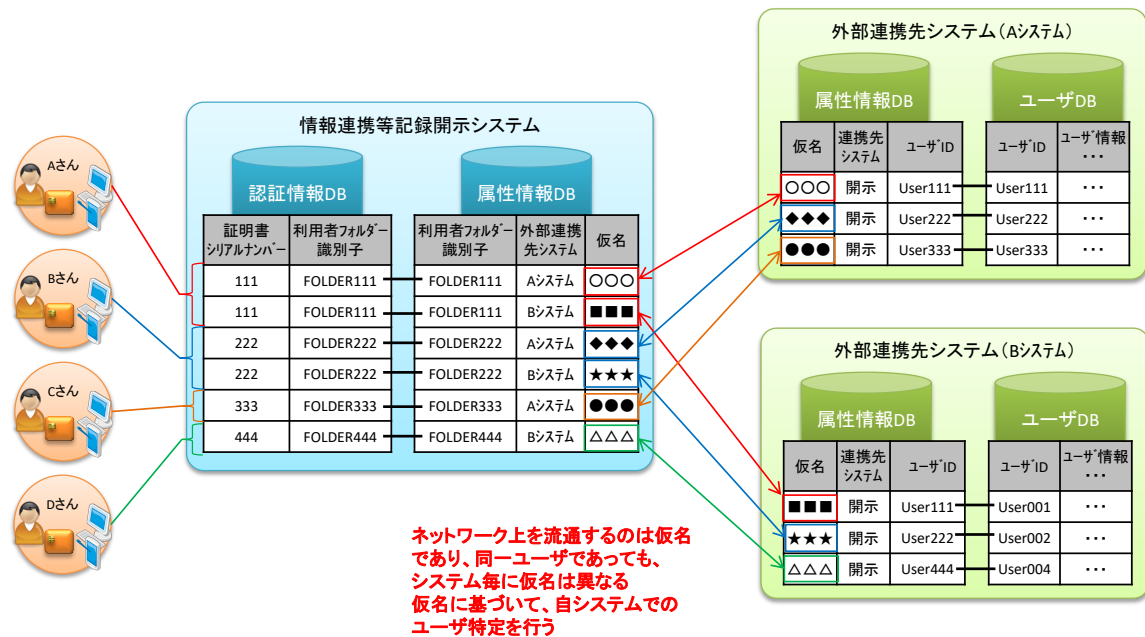 外部連携先システム(Aシステム)
属性情報DB ユーザDB
仮名 連携先システム ユーザID ユーザID ユーザ情報・・・
○○○ 開示 User111 User111 ・・・
◆◆◆ 開示 User222 User222 ・・・
●●● 開示 User333 User333 ・・・
情報連携等記録開示システム
認証情報DB 属性情報DB
証明書シリアルナンバー 利用者フォルダー識別子 利用者フォルダー識別子 外部連携先システム 仮名
111 FOLDER111 FOLDER111 Aシステム ○○○
111 FOLDER111 FOLDER111 Bシステム ■■■
222 FOLDER222 FOLDER222 Aシステム ◆◆◆
222 FOLDER222 FOLDER222 Bシステム ★★★
333 FOLDER333 FOLDER333 Aシステム ●●●
444 FOLDER444 FOLDER444 Bシステム △△△
Aさん
Bさん
Cさん
Dさん
外部連携先システム(Bシステム)
属性情報DB ユーザDB
仮名 連携先システム ユーザID ユーザID ユーザ情報・・・
■■■ 開示 User111 User001 ・・・
★★★ 開示 User222 User002 ・・・
△△△ 開示 User444 User004 ・・・
ネットワーク上を流通するのは仮名
であり、同一ユーザであっても、
システム毎に仮名は異なる
仮名に基づいて、自システムでの
ユーザ特定を行う